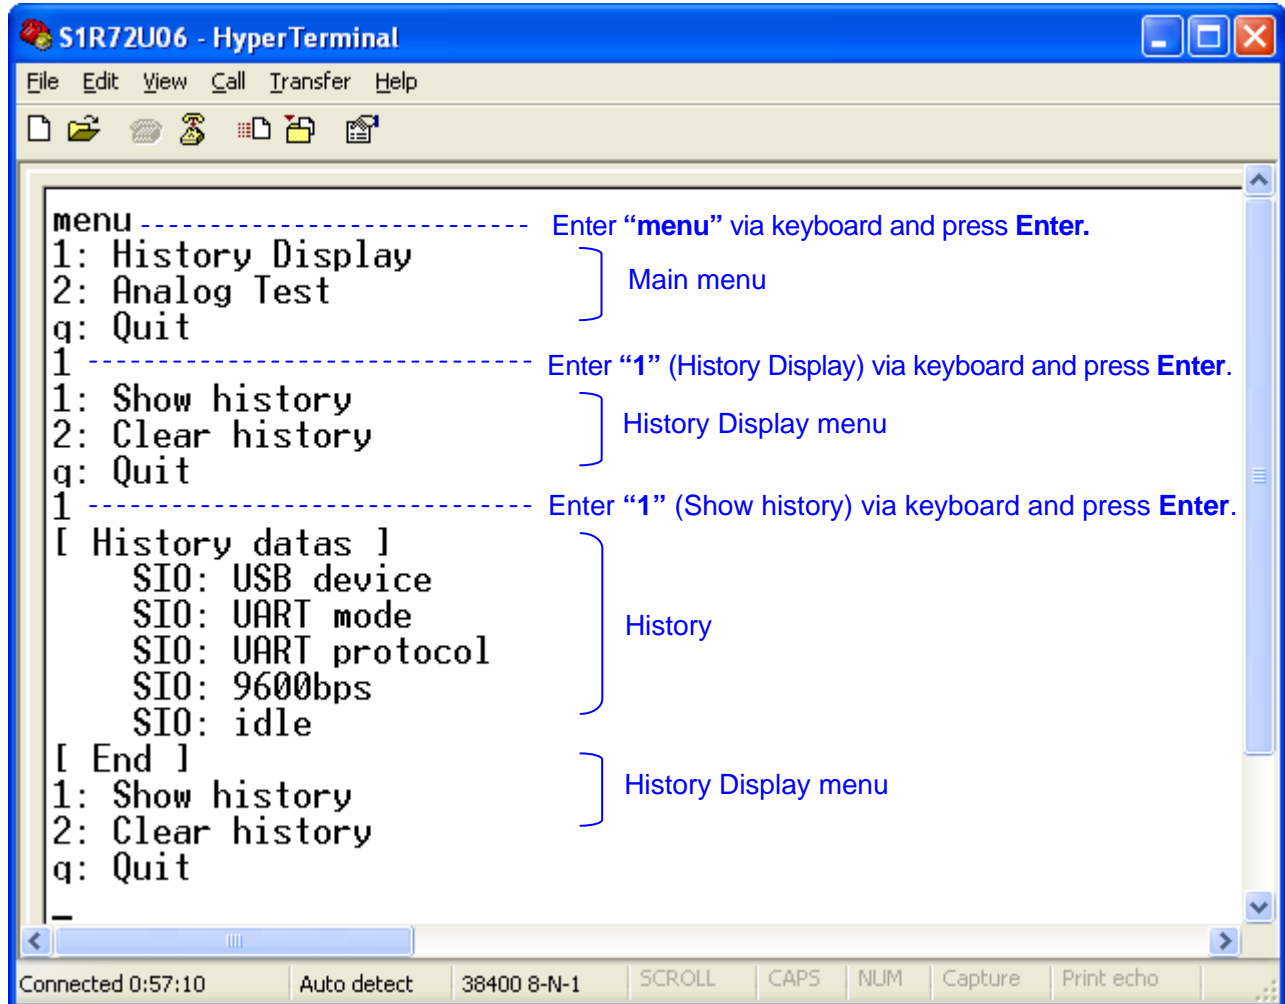 S1R72U06 - HyperTerminal
File Edit View Call Transfer Help
menu Enter “menu” via keyboard and press Enter.
1: History Display
2: Analog Test Main menu
q: Quit
1 Enter “1” (History Display) via keyboard and press Enter.
1: Show history
2: Clear history History Display menu
q: Quit
1 Enter “1” (Show history) via keyboard and press Enter.
[ History datas ]
SIO: USB device
SIO: UART mode History
SIO: UART protocol
SIO: 9600bps
SIO: idle
[ End ]
1: Show history History Display menu
2: Clear history
q: Quit
_
Connected 0:57:10 Auto detect 38400 8-N-1 SCROLL CAPS NUM Capture Print echo